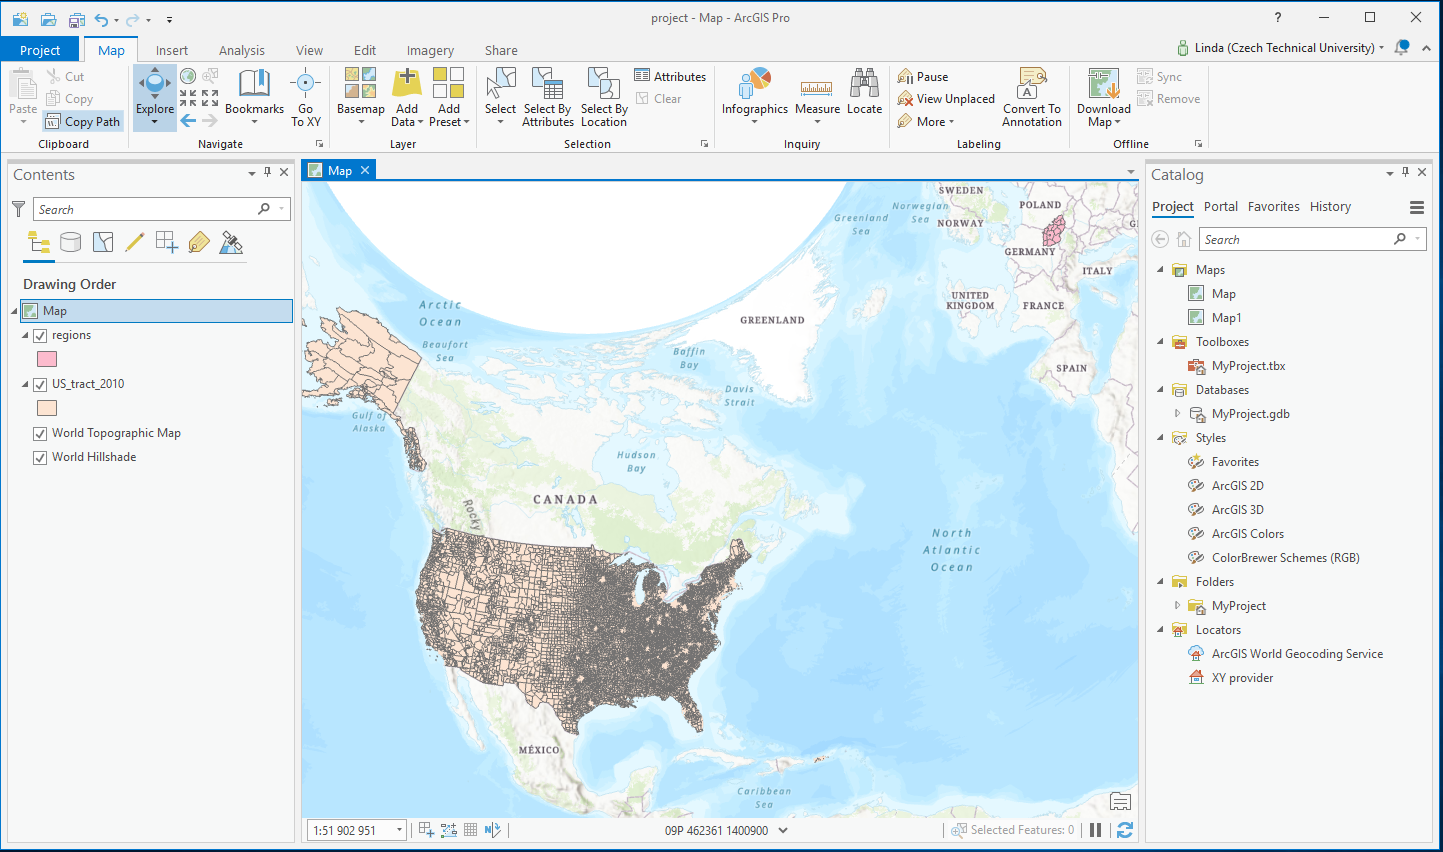 project - Map - ArcGIS Pro
?
Project Map Insert Analysis View Edit Imagery Share
Linda (Czech Technical University)
Paste
Cut
Copy
Copy Path
Clipboard
Explore
Bookmarks
Go To XY
Navigate
Basemap
Add Data
Add Preset
Layer
Select
Select By Attributes
Select By Location
Attributes
Clear
Selection
Infographics
Measure
Locate
Inquiry
Pause
View Unplaced
More
Convert To Annotation
Labeling
Download Map
Sync
Remove
Offline
Contents
Search
Drawing Order
Map
regions
US_tract_2010
World Topographic Map
World Hillshade
Map
SWEDEN
Norwegian Sea
Greenland Sea
NORWAY
POLAND
GERMANY
ITALY
UNITED KINGDOM
FRANCE
SPAIN
GREENLAND
Arctic Ocean
Beaufort Sea
Baffin Bay
Davis Strait
Gulf of Alaska
Hudson Bay
CANADA
Rocky
North Atlantic Ocean
MÉXICO
Caribbean Sea
1:51 902 951
09P 462361 1400900
Selected Features: 0
Catalog
Project Portal Favorites History
Search
Maps
Map
Map1
Toolboxes
MyProject.tbx
Databases
MyProject.gdb
Styles
Favorites
ArcGIS 2D
ArcGIS 3D
ArcGIS Colors
ColorBrewer Schemes (RGB)
Folders
MyProject
Locators
ArcGIS World Geocoding Service
XY provider